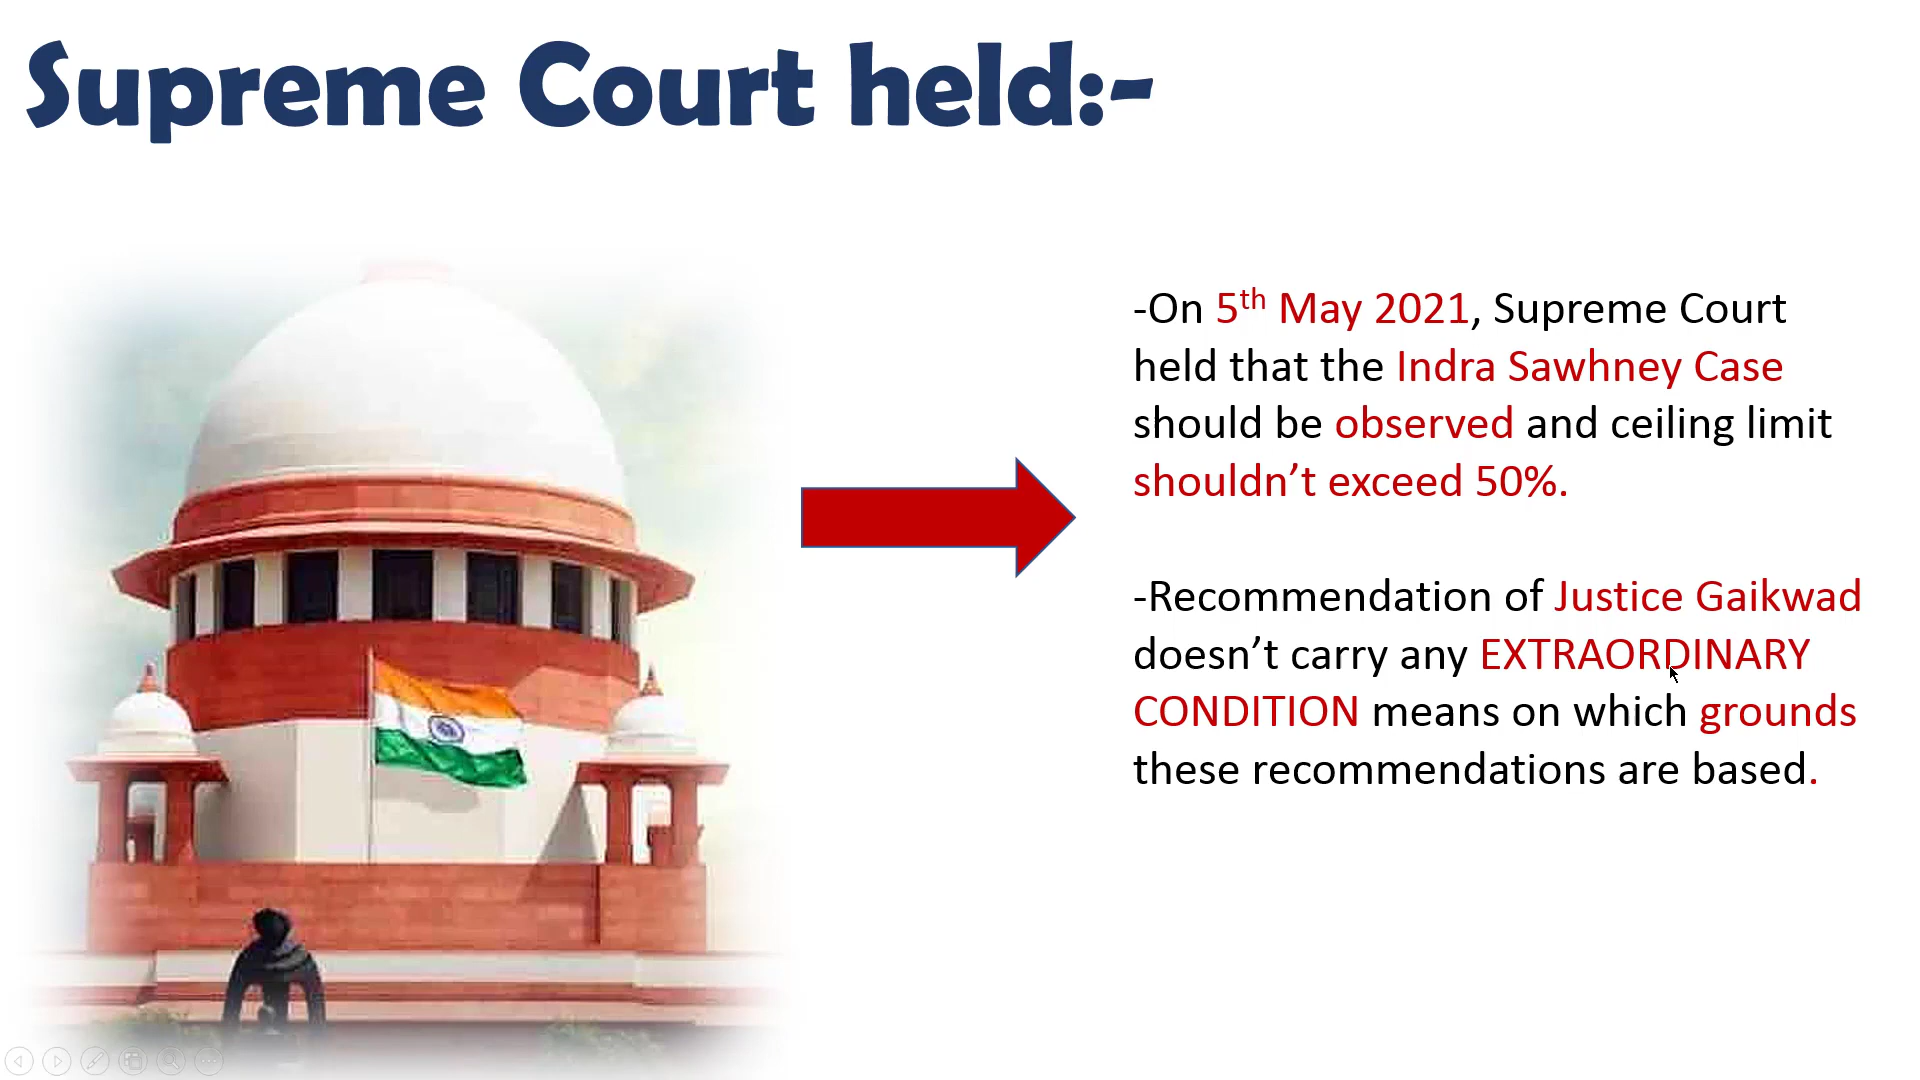 Supreme Court held:-
-On 5th May 2021, Supreme Court
held that the Indra Sawhney Case
should be observed and ceiling limit
shouldn’t exceed 50%.
-Recommendation of Justice Gaikwad
doesn’t carry any EXTRAORDINARY
CONDITION means on which grounds
these recommendations are based.